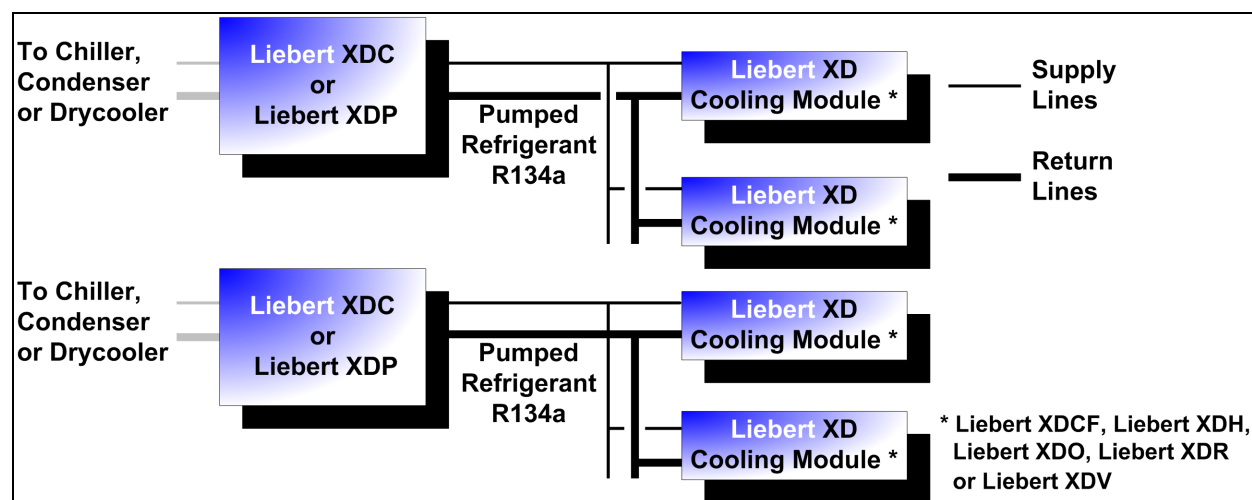 To Chiller,
Condenser
or Drycooler
Liebert XDC
or
Liebert XDP
Pumped
Refrigerant
R134a
Liebert XD
Cooling Module *
Liebert XD
Cooling Module *
Supply
Lines
Return
Lines
To Chiller,
Condenser
or Drycooler
Liebert XDC
or
Liebert XDP
Pumped
Refrigerant
R134a
Liebert XD
Cooling Module *
Liebert XD
Cooling Module *
* Liebert XDCF, Liebert XDH,
Liebert XDO, Liebert XDR
or Liebert XDV